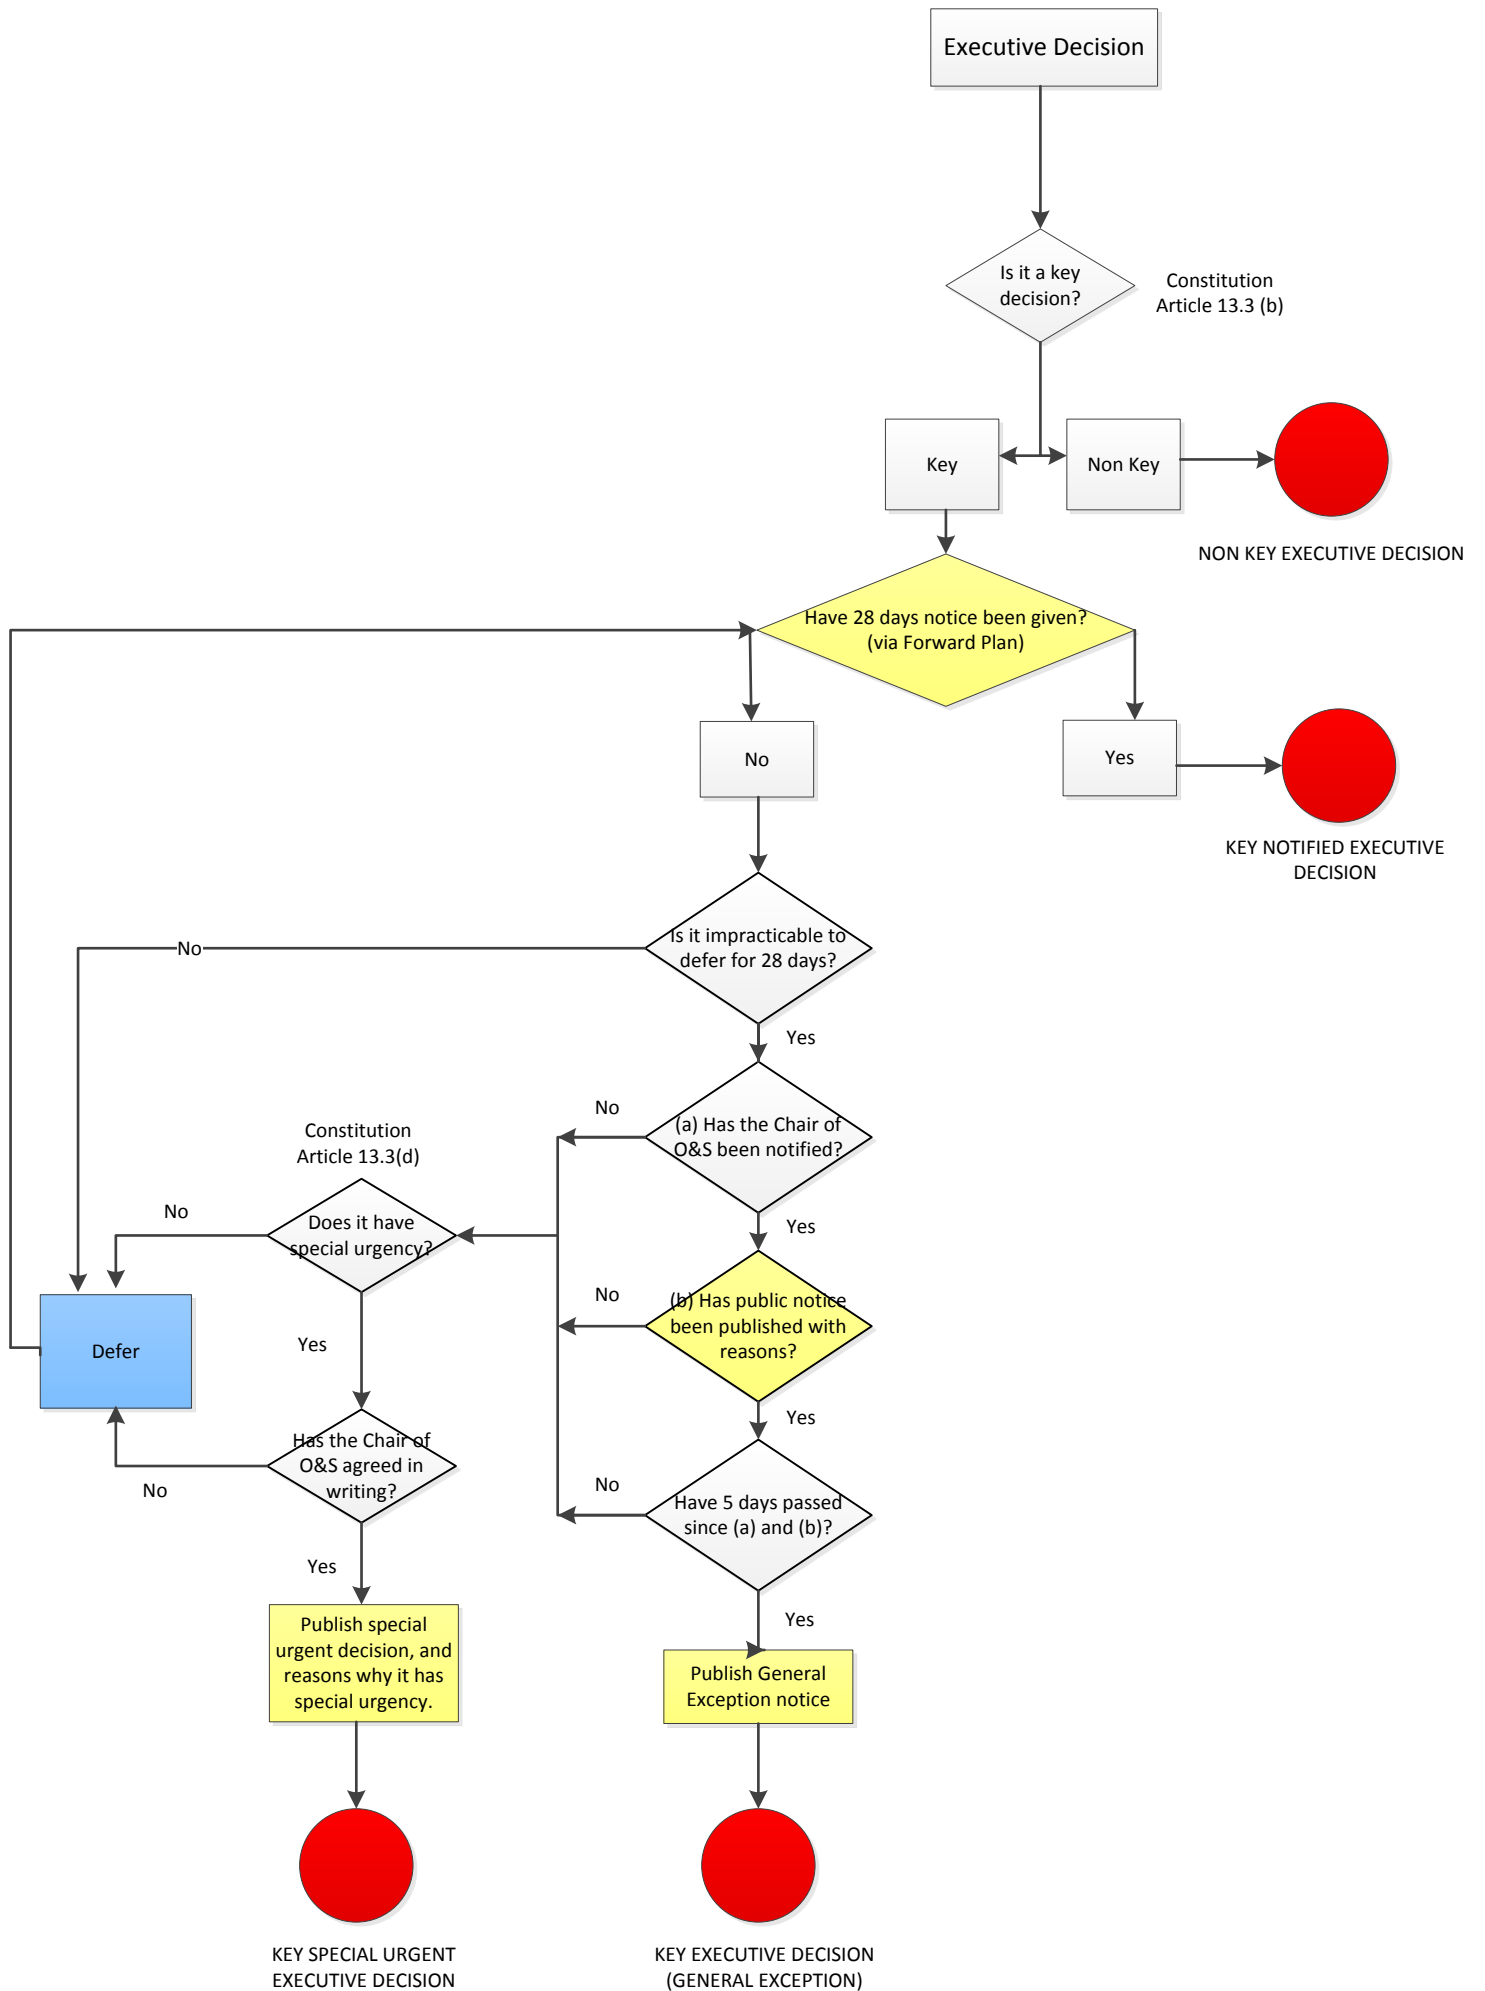 Executive Decision
Is it a key
decision?
Constitution
Article 13.3 (b)
Key
Non Key
NON KEY EXECUTIVE DECISION
Have 28 days notice been given?
(via Forward Plan)
No
Yes
KEY NOTIFIED EXECUTIVE
DECISION
Is it impracticable to
defer for 28 days?
No
Yes
(a) Has the Chair of
O&S been notified?
No
Constitution
Article 13.3(d)
Yes
Does it have
special urgency?
No
(b) Has public notice
been published with
reasons?
No
Defer
Yes
Yes
Has the Chair of
O&S agreed in
writing?
No
Have 5 days passed
since (a) and (b)?
No
Yes
Yes
Publish special
urgent decision, and
reasons why it has
special urgency.
Publish General
Exception notice
KEY SPECIAL URGENT
EXECUTIVE DECISION
KEY EXECUTIVE DECISION
(GENERAL EXCEPTION)